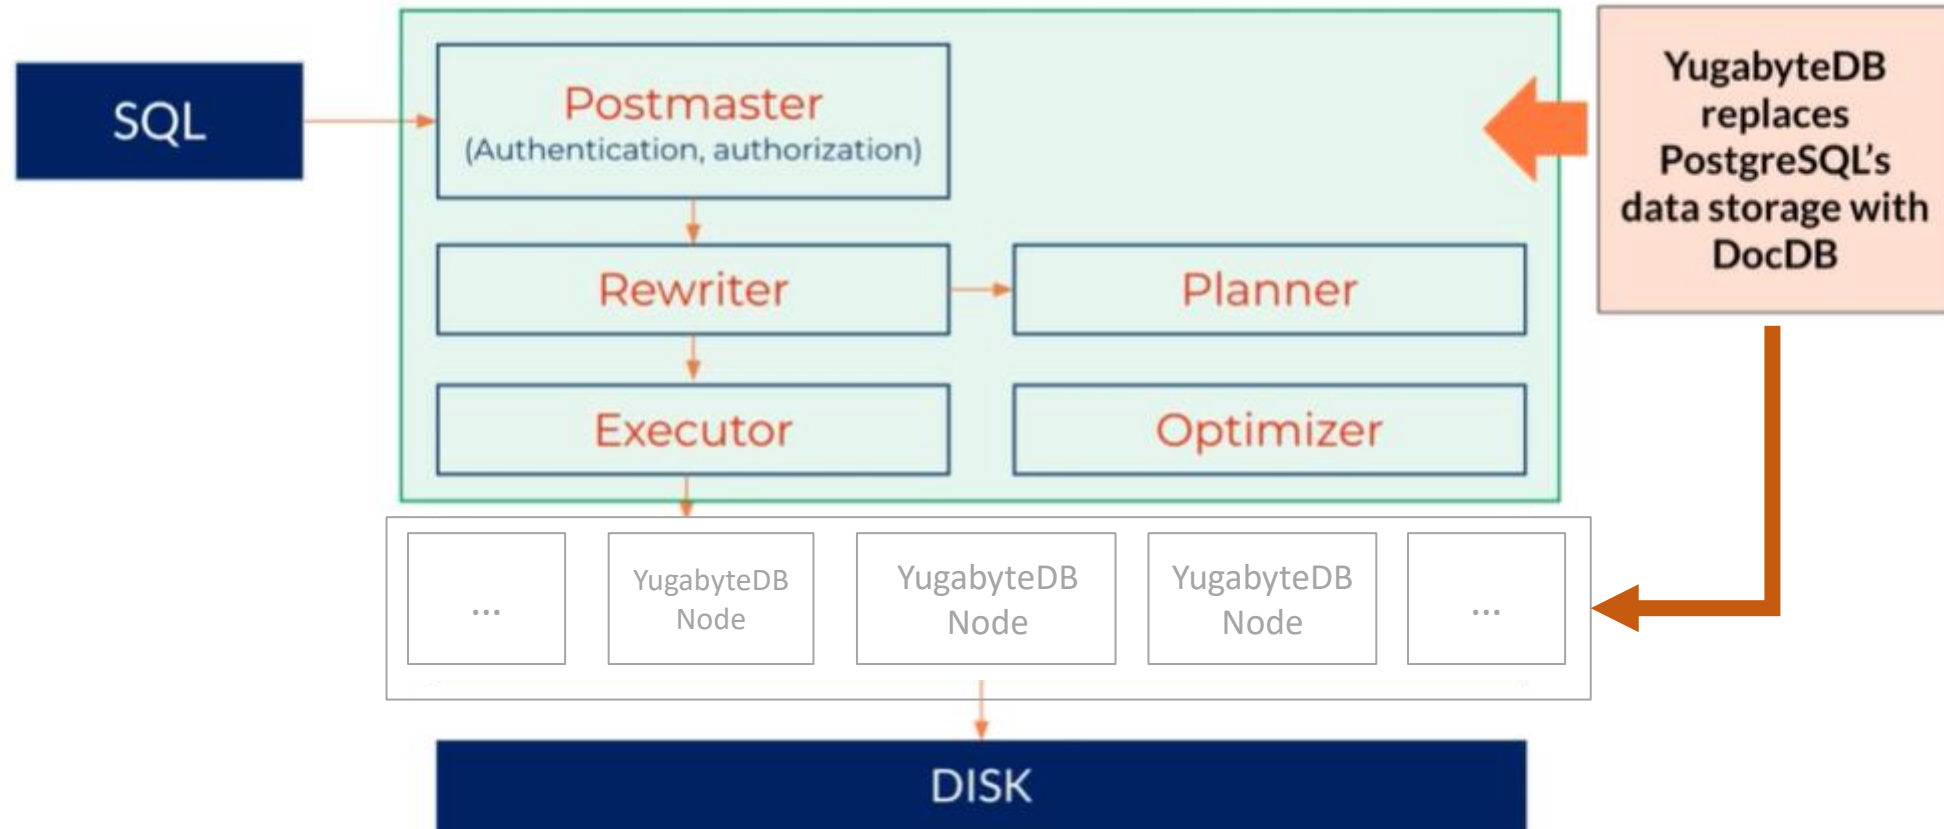 SQL
Postmaster
(Authentication, authorization)
Rewriter
Planner
Executor
Optimizer
YugabyteDB
replaces
PostgreSQL’s
data storage with
DocDB
...
YugabyteDB
Node
YugabyteDB
Node
YugabyteDB
Node
...
DISK